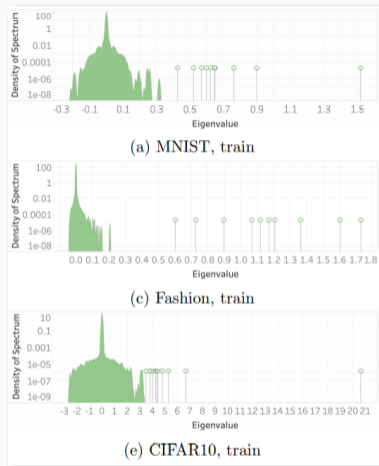 Density of Spectrum
100
1
0.01
0.0001
1e-06
1e-08
-0.3 -0.1 0.1 0.3 0.5 0.7 0.9 1.1 1.3 1.5
Eigenvalue
(a) MNIST, train
Density of Spectrum
100
1
0.01
0.0001
1e-06
1e-08
0.0 0.1 0.2 0.3 0.4 0.5 0.6 0.7 0.8 0.9 1.0 1.1 1.2 1.3 1.4 1.5 1.6 1.7 1.8
Eigenvalue
(c) Fashion, train
Density of Spectrum
10
0.1
0.001
1e-05
1e-07
1e-09
-3 -2 -1 0 1 2 3 4 5 6 7 8 9 10 11 12 13 14 15 16 17 18 19 20 21
Eigenvalue
(e) CIFAR10, train